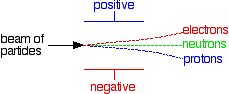 positive
electrons
beam of
particles
neutrons
protons
negative